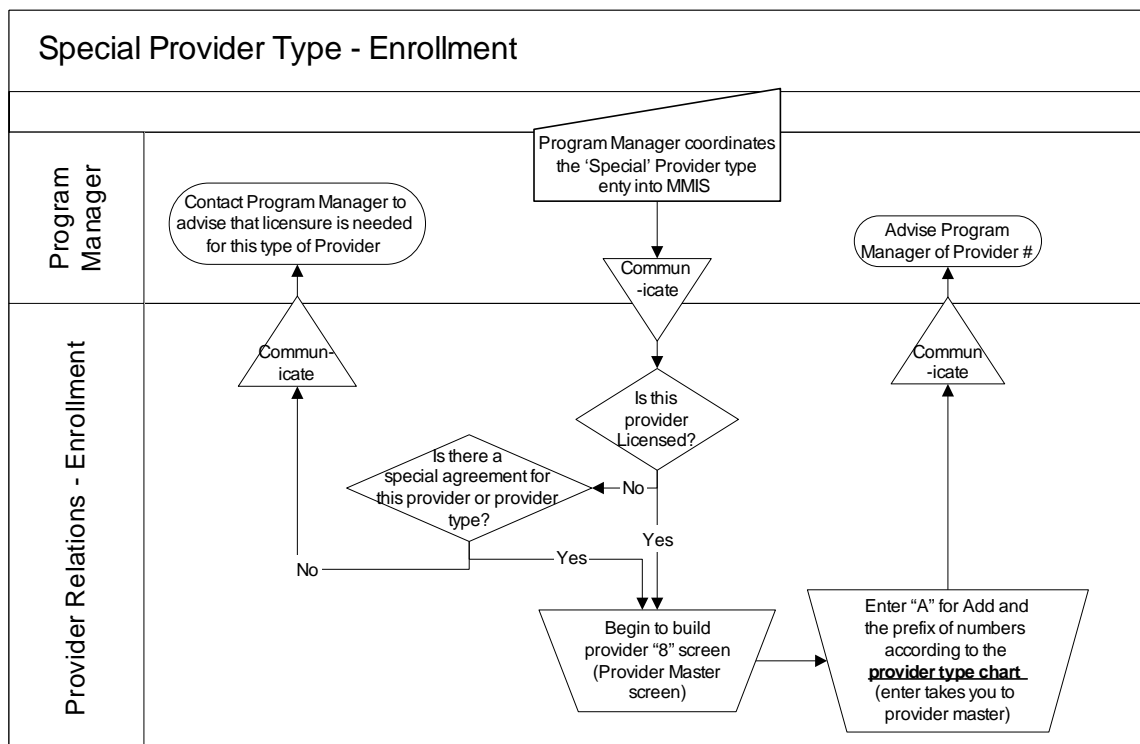 Special Provider Type - Enrollment
Program
Manager
Program Manager coordinates
the ‘Special’ Provider type
enty into MMIS
Contact Program Manager to
advise that licensure is needed
for this type of Provider
Advise Program
Manager of Provider #
Commun
-icate
Provider Relations - Enrollment
Commun-
icate
Commun
-icate
Is this
provider
Licensed?
Is there a
special agreement for
this provider or provider
type?
No
Yes
Yes
No
Begin to build
provider “8” screen
(Provider Master
screen)
Enter “A” for Add and
the prefix of numbers
according to the
provider type chart
(enter takes you to
provider master)